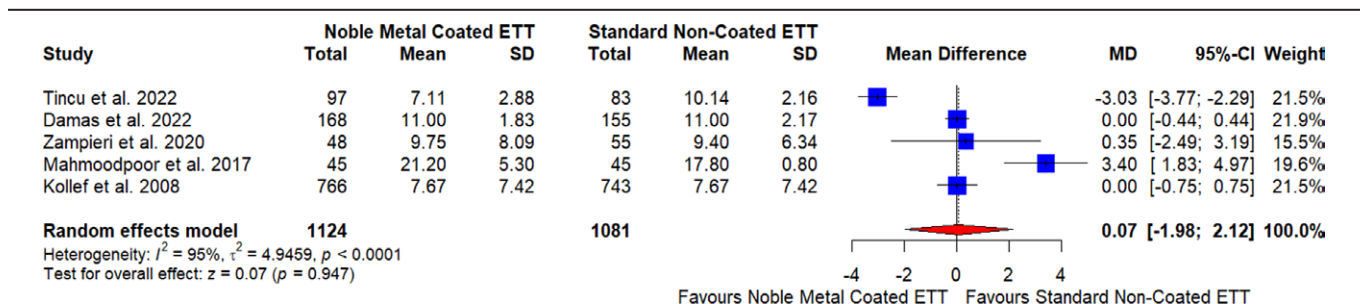 Noble Metal Coated ETT Standard Non-Coated ETT
Study Total Mean SD Total Mean SD Mean Difference MD 95%-CI Weight
Tincu et al. 2022 97 7.11 2.88 83 10.14 2.16 -3.03 [-3.77; -2.29] 21.5%
Damas et al. 2022 168 11.00 1.83 155 11.00 2.17 0.00 [-0.44; 0.44] 21.9%
Zampieri et al. 2020 48 9.75 8.09 55 9.40 6.34 0.35 [-2.49; 3.19] 15.5%
Mahmoodpoor et al. 2017 45 21.20 5.30 45 17.80 0.80 3.40 [ 1.83; 4.97] 19.6%
Kollef et al. 2008 766 7.67 7.42 743 7.67 7.42 0.00 [-0.75; 0.75] 21.5%
Random effects model 1124 1081 0.07 [-1.98; 2.12] 100.0%
Heterogeneity: I² = 95%, τ² = 4.9459, p < 0.0001
Test for overall effect: z = 0.07 (p = 0.947)
-4 -2 0 2 4
Favours Noble Metal Coated ETT Favours Standard Non-Coated ETT